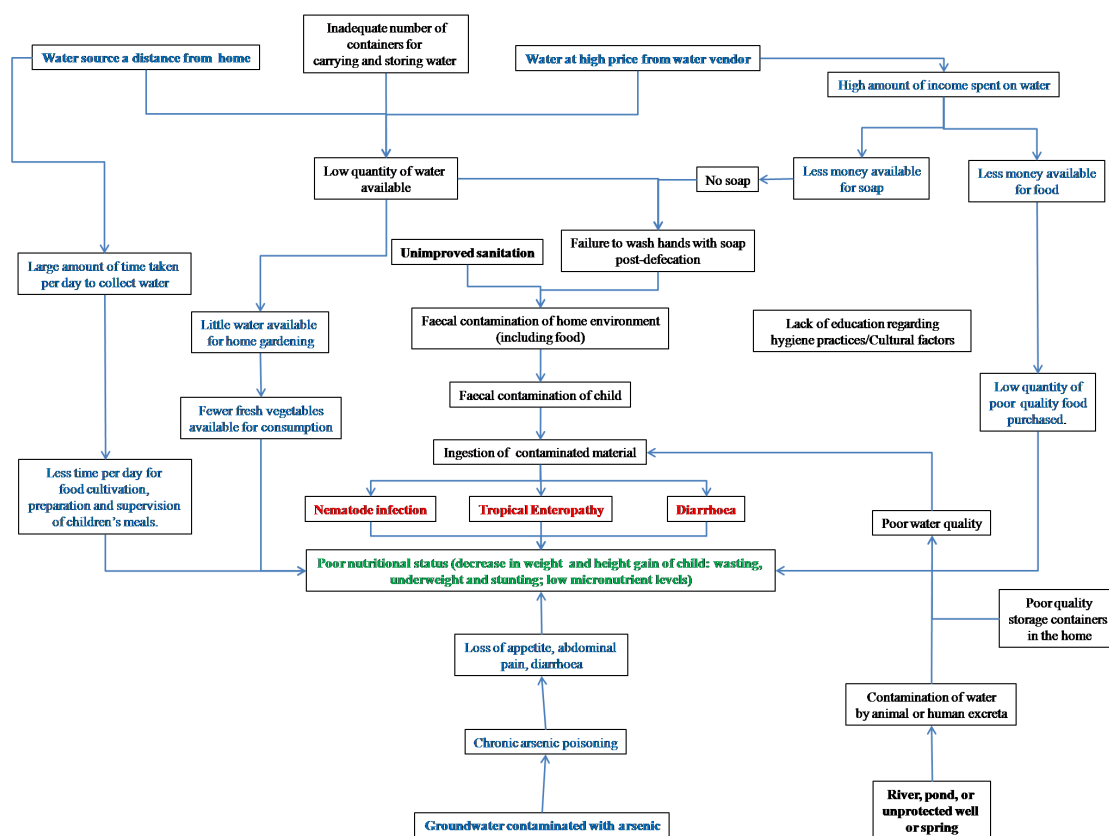 Inadequate number of
containers for
carrying and storing water
Water source a distance from home
Water at high price from water vendor
High amount of income spent on water
Low quantity of water
available
No soap
Less money available
for soap
Less money available
for food
Unimproved sanitation
Failure to wash hands with soap
post-defecation
Large amount of time taken
per day to collect water
Little water available
for home gardening
Faecal contamination of home environment
(including food)
Lack of education regarding
hygiene practices/Cultural factors
Faecal contamination of child
Low quantity of
poor quality food
purchased.
Fewer fresh vegetables
available for consumption
Ingestion of contaminated material
Less time per day for
food cultivation,
preparation and supervision
of children's meals.
Nematode infection
Tropical Enteropathy
Diarrhoea
Poor water quality
Poor nutritional status (decrease in weight and height gain of child: wasting,
underweight and stunting; low micronutrient levels)
Poor quality
storage containers
in the home
Loss of appetite, abdominal
pain, diarrhoea
Contamination of water
by animal or human excreta
Chronic arsenic poisoning
River, pond, or
unprotected well
or spring
Groundwater contaminated with arsenic